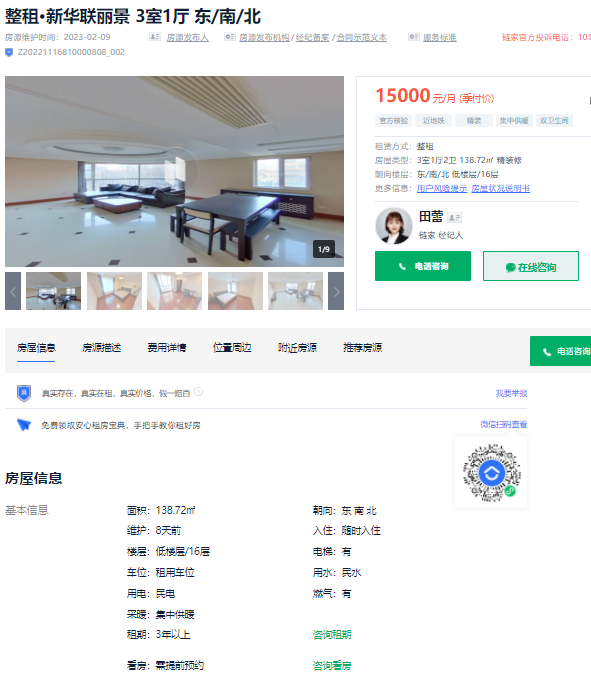 整租·新华联丽景 3室1厅 东/南/北
房源维护时间：2023-02-09
房源发布人
房源发布机构/经纪备案/合同示范文本
服务标准
链家官方投诉电话：101
Z20221116810000808_002
15000 元/月 (季付价)
官方核验 近地铁 精装 集中供暖 双卫生间
租赁方式：整租
房屋类型：3室1厅2卫 138.72㎡ 精装修
朝向楼层：东/南/北 低楼层/16层
更多信息：用户风险提示 房屋状况说明书
田蕾
链家 经纪人
电话咨询
在线咨询
1/9
房屋信息 房源描述 费用详情 位置周边 附近房源 推荐房源
电话咨询
真
真实存在，真实在租，真实价格，假一赔百
我要举报
免费领取安心租房宝典，手把手教你租好房
微信扫码查看
房屋信息
基本信息
面积：138.72㎡ 朝向：东 南 北
维护：8天前 入住：随时入住
楼层：低楼层/16层 电梯：有
车位：租用车位 用水：民水
用电：民电 燃气：有
采暖：集中供暖
租期：3年以上 咨询租期
看房：需提前预约 咨询看房